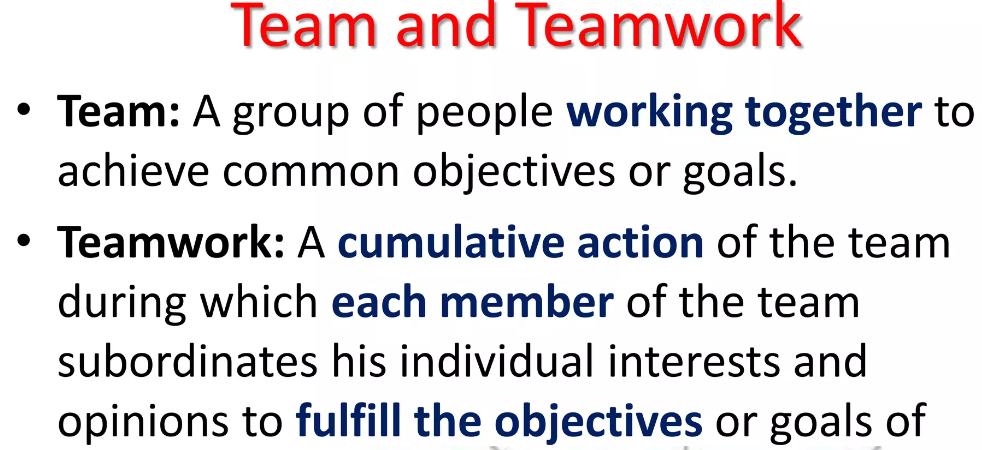 Team and Teamwork
• Team: A group of people working together to
achieve common objectives or goals.
• Teamwork: A cumulative action of the team
during which each member of the team
subordinates his individual interests and
opinions to fulfill the objectives or goals of